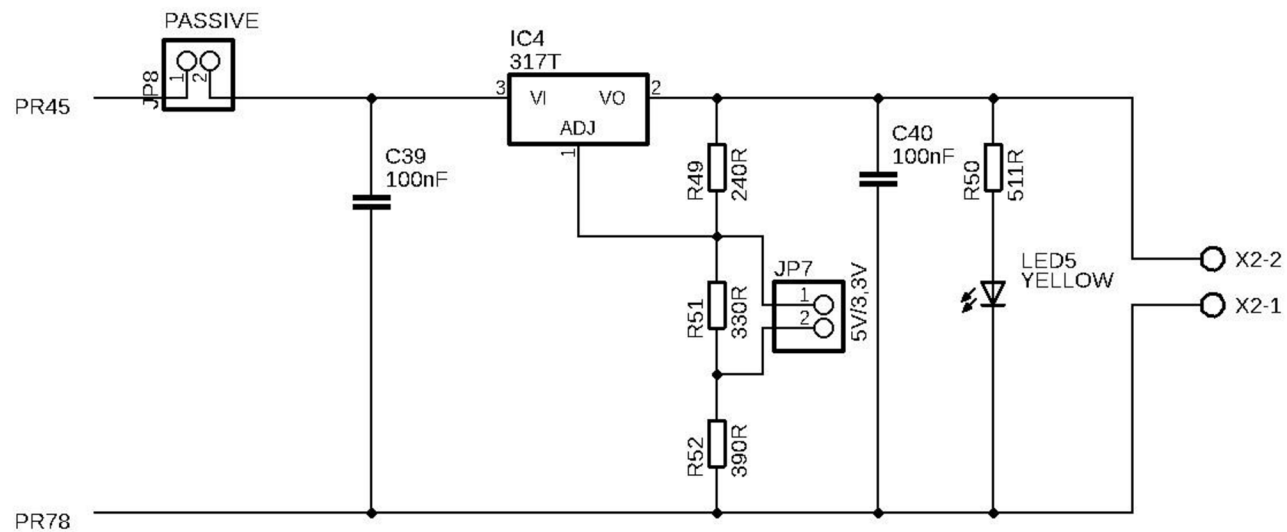 PASSIVE
JP8
1
2
PR45
IC4
317T
3
VI
VO
2
ADJ
1
C39
100nF
R49
240R
C40
100nF
R50
511R
JP7
1
2
5V/3,3V
R51
330R
LED5
YELLOW
X2-2
X2-1
R52
390R
PR78